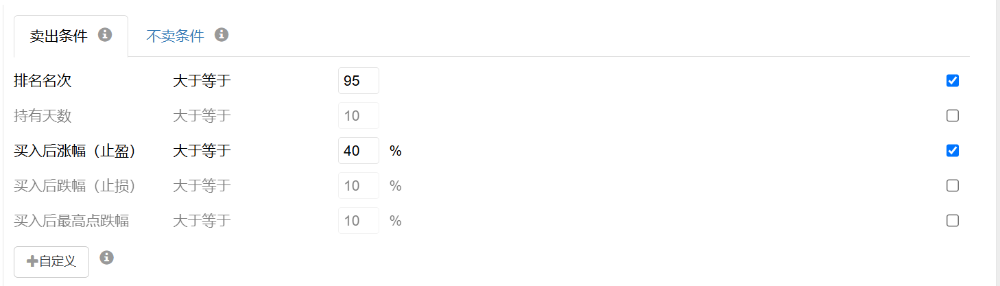 卖出条件 不卖条件
排名名次 大于等于 95
持有天数 大于等于 10
买入后涨幅（止盈） 大于等于 40 %
买入后跌幅（止损） 大于等于 10 %
买入后最高点跌幅 大于等于 10 %
+自定义